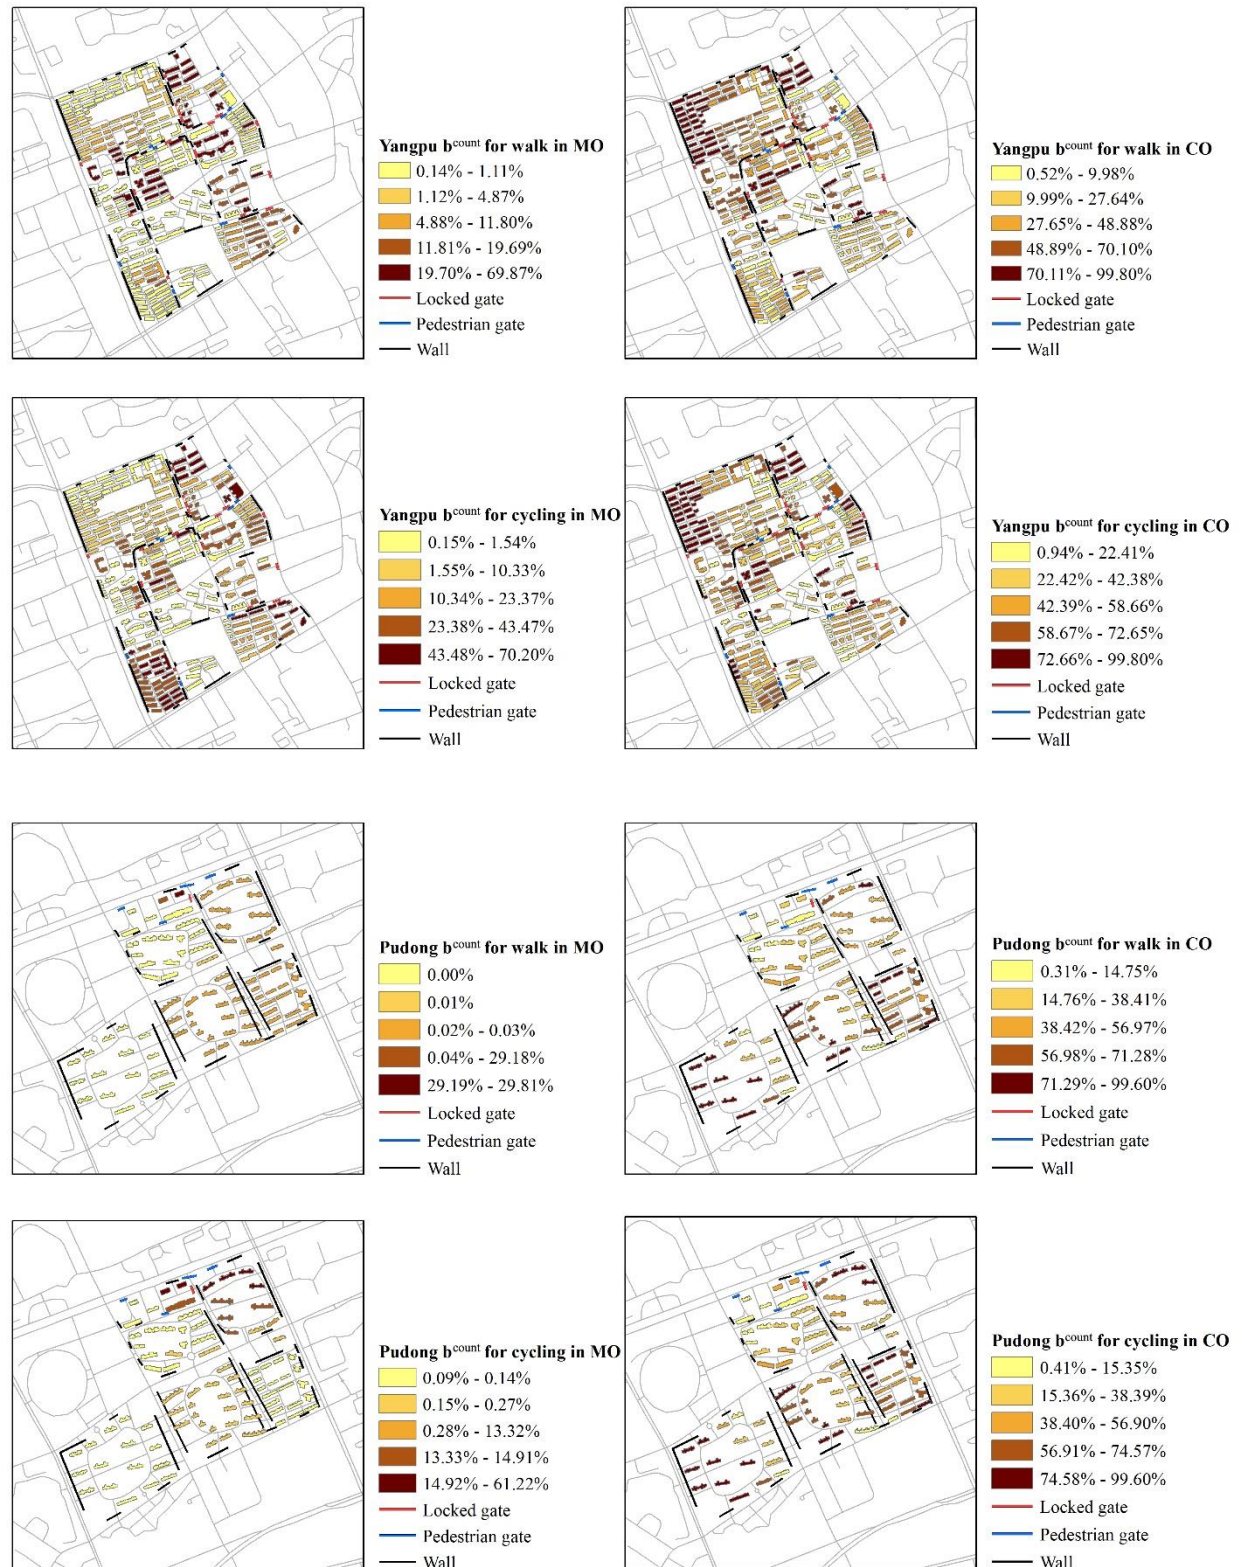 Yangpu bcount for walk in MO
0.14% - 1.11%
1.12% - 4.87%
4.88% - 11.80%
11.81% - 19.69%
19.70% - 69.87%
Locked gate
Pedestrian gate
Wall
Yangpu bcount for walk in CO
0.52% - 9.98%
9.99% - 27.64%
27.65% - 48.88%
48.89% - 70.10%
70.11% - 99.80%
Locked gate
Pedestrian gate
Wall
Yangpu bcount for cycling in MO
0.15% - 1.54%
1.55% - 10.33%
10.34% - 23.37%
23.38% - 43.47%
43.48% - 70.20%
Locked gate
Pedestrian gate
Wall
Yangpu bcount for cycling in CO
0.94% - 22.41%
22.42% - 42.38%
42.39% - 58.66%
58.67% - 72.65%
72.66% - 99.80%
Locked gate
Pedestrian gate
Wall
Pudong bcount for walk in MO
0.00%
0.01%
0.02% - 0.03%
0.04% - 29.18%
29.19% - 29.81%
Locked gate
Pedestrian gate
Wall
Pudong bcount for walk in CO
0.31% - 14.75%
14.76% - 38.41%
38.42% - 56.97%
56.98% - 71.28%
71.29% - 99.60%
Locked gate
Pedestrian gate
Wall
Pudong bcount for cycling in MO
0.09% - 0.14%
0.15% - 0.27%
0.28% - 13.32%
13.33% - 14.91%
14.92% - 61.22%
Locked gate
Pedestrian gate
Wall
Pudong bcount for cycling in CO
0.41% - 15.35%
15.36% - 38.39%
38.40% - 56.90%
56.91% - 74.57%
74.58% - 99.60%
Locked gate
Pedestrian gate
Wall